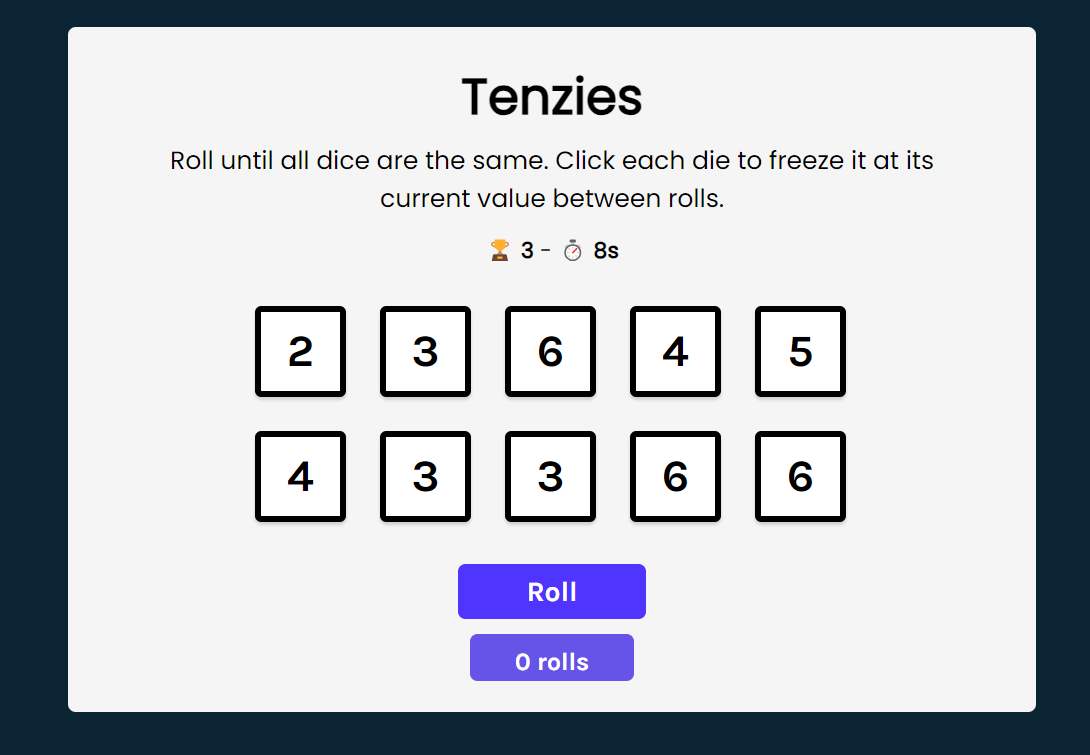 Tenzies
Roll until all dice are the same. Click each die to freeze it at its
current value between rolls.
🏆 3 - ⏱ 8s
2 3 6 4 5
4 3 3 6 6
Roll
0 rolls